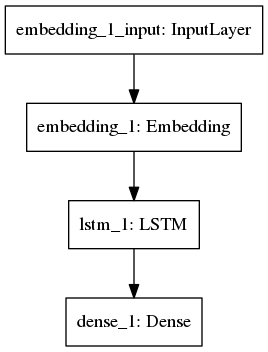 embedding_1_input: InputLayer
embedding_1: Embedding
lstm_1: LSTM
dense_1: Dense